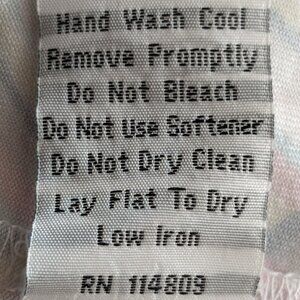 Hand Wash Cool
Remove Promptly
Do Not Bleach
Do Not Use Softener
Do Not Dry Clean
Lay Flat To Dry
Low Iron
RN 114809